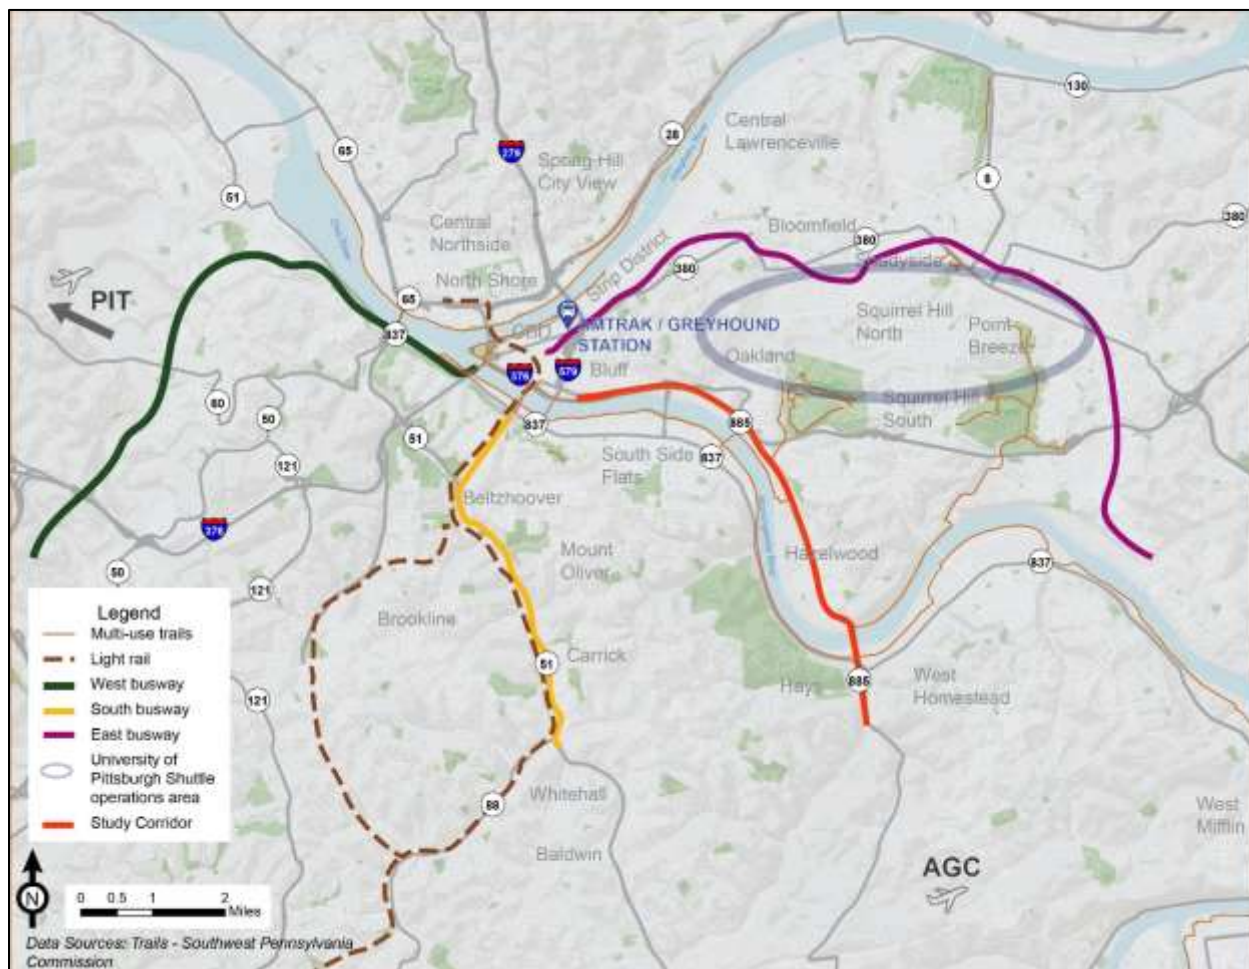 130
28
Central
Lawrenceville
65
279
Spring Hill
City View
8
51
Bloomfield
380
380
Central
Northside
Strip District
380
Shadyside
North Shore
PIT
65
Squirrel Hill
North
Point
Breeze
837
CBD
AMTRAK / GREYHOUND
STATION
Oakland
376
579
Bluff
60
50
837
885
Squirrel Hill
South
51
121
837
South Side
Flats
Beltzhoover
376
Mount
Oliver
Hazelwood
50
121
837
Brookline
Carrick
51
Hays
885
West
Homestead
121
88
Whitehall
West
Mifflin
Baldwin
AGC
Legend
Multi-use trails
Light rail
West busway
South busway
East busway
University of
Pittsburgh Shuttle
operations area
Study Corridor
N
0 0.5 1 2
Miles
Data Sources: Trails - Southwest Pennsylvania
Commission